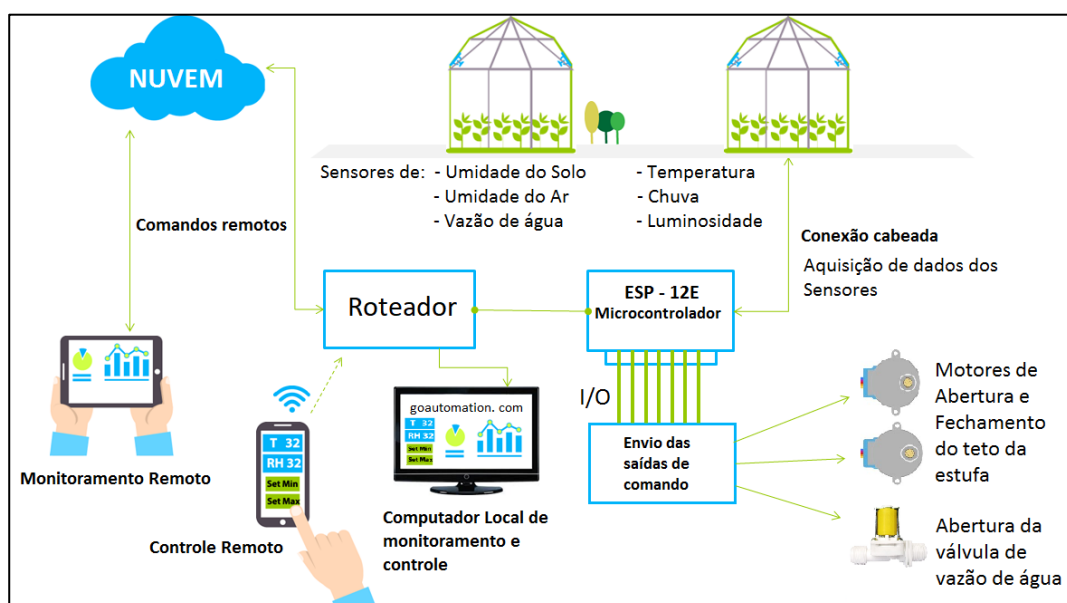 NUVEM
Sensores de: - Umidade do Solo
- Umidade do Ar
- Vazão de água
- Temperatura
- Chuva
- Luminosidade
Comandos remotos
Conexão cabeada
Aquisição de dados dos
Sensores
Roteador
ESP - 12E
Microcontrolador
I/O
Envio das
saídas de
comando
Motores de
Abertura e
Fechamento
do teto da
estufa
Abertura da
válvula de
vazão de água
Monitoramento Remoto
T 32
RH 32
Set Min
Set Max
Controle Remoto
goautomation. com
T 32
RH 32
Set Min
Set Max
Computador Local de
monitoramento e
controle